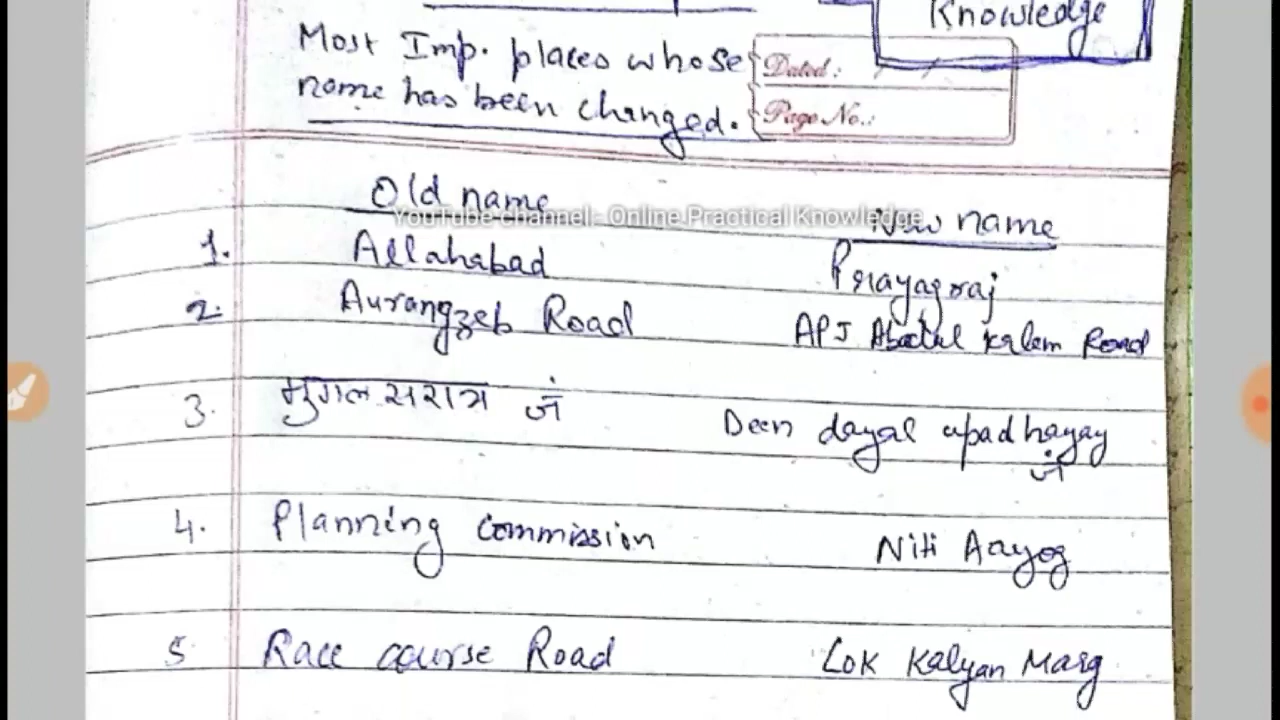 Knowledge
Most Imp. places whose
name has been changed.
Dated :
Page No.:
Old name New name
YouTube channel: Online Practical Knowledge
1. Allahabad Prayagraj
2. Aurangzeb Road APJ Abdul Kalam Road
3. मुगल सराय जं Deen dayal upadhayay
जं
4. Planning Commission Niti Aayog
5 Race course Road Lok Kalyan Marg